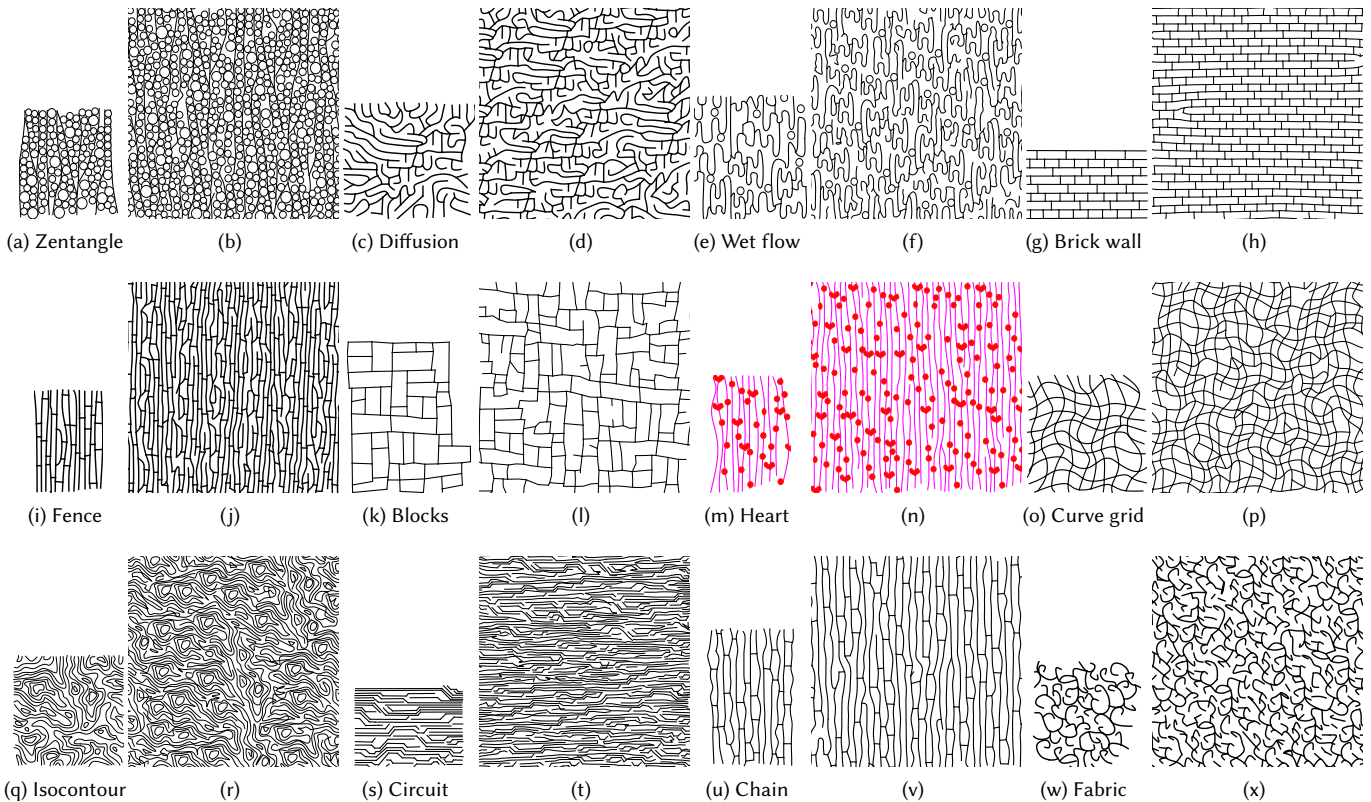 (a) Zentangle (b) (c) Diffusion (d) (e) Wet flow (f) (g) Brick wall (h)
(i) Fence (j) (k) Blocks (l) (m) Heart (n) (o) Curve grid (p)
(q) Isocontour (r) (s) Circuit (t) (u) Chain (v) (w) Fabric (x)